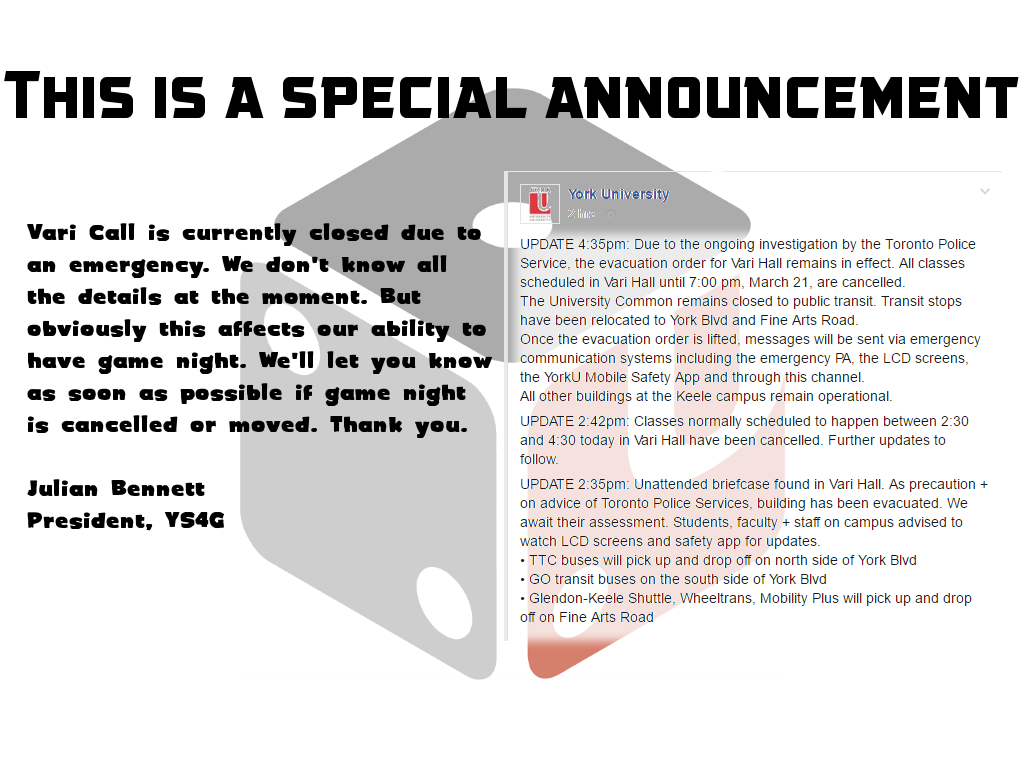 This is a special announcement
Vari Call is currently closed due to
an emergency. We don't know all
the details at the moment. But
obviously this affects our ability to
have game night. We'll let you know
as soon as possible if game night
is cancelled or moved. Thank you.
Julian Bennett
President, YS4G
York University
2 hrs
UPDATE 4:35pm: Due to the ongoing investigation by the Toronto Police
Service, the evacuation order for Vari Hall remains in effect. All classes
scheduled in Vari Hall until 7:00 pm, March 21, are cancelled.
The University Common remains closed to public transit. Transit stops
have been relocated to York Blvd and Fine Arts Road.
Once the evacuation order is lifted, messages will be sent via emergency
communication systems including the emergency PA, the LCD screens,
the YorkU Mobile Safety App and through this channel.
All other buildings at the Keele campus remain operational.
UPDATE 2:42pm: Classes normally scheduled to happen between 2:30
and 4:30 today in Vari Hall have been cancelled. Further updates to
follow.
UPDATE 2:35pm: Unattended briefcase found in Vari Hall. As precaution +
on advice of Toronto Police Services, building has been evacuated. We
await their assessment. Students, faculty + staff on campus advised to
watch LCD screens and safety app for updates.
• TTC buses will pick up and drop off on north side of York Blvd
• GO transit buses on the south side of York Blvd
• Glendon-Keele Shuttle, Wheeltrans, Mobility Plus will pick up and drop
off on Fine Arts Road